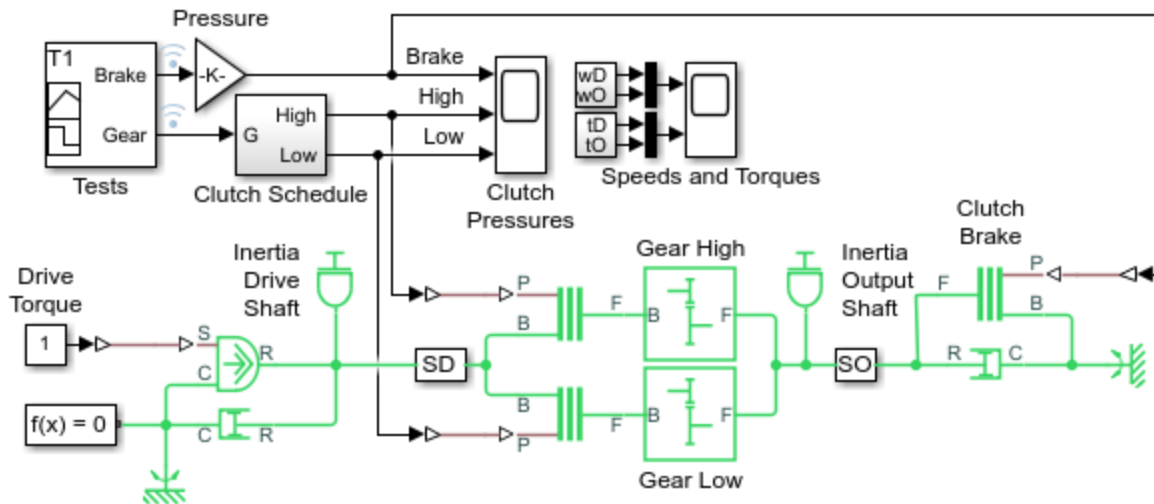 Pressure
T1
Brake
-K-
Brake
wD
wO
High
High
Gear
G
tD
tO
Low
Low
Tests
Clutch Schedule
Clutch
Pressures
Speeds and Torques
Clutch
Brake
Drive
Torque
Inertia
Drive
Shaft
Gear High
Inertia
Output
Shaft
P
P
F
B
F
B
F
B
1
S
R
C
SD
SO
R
C
B
F
B
F
P
f(x) = 0
C
R
Gear Low